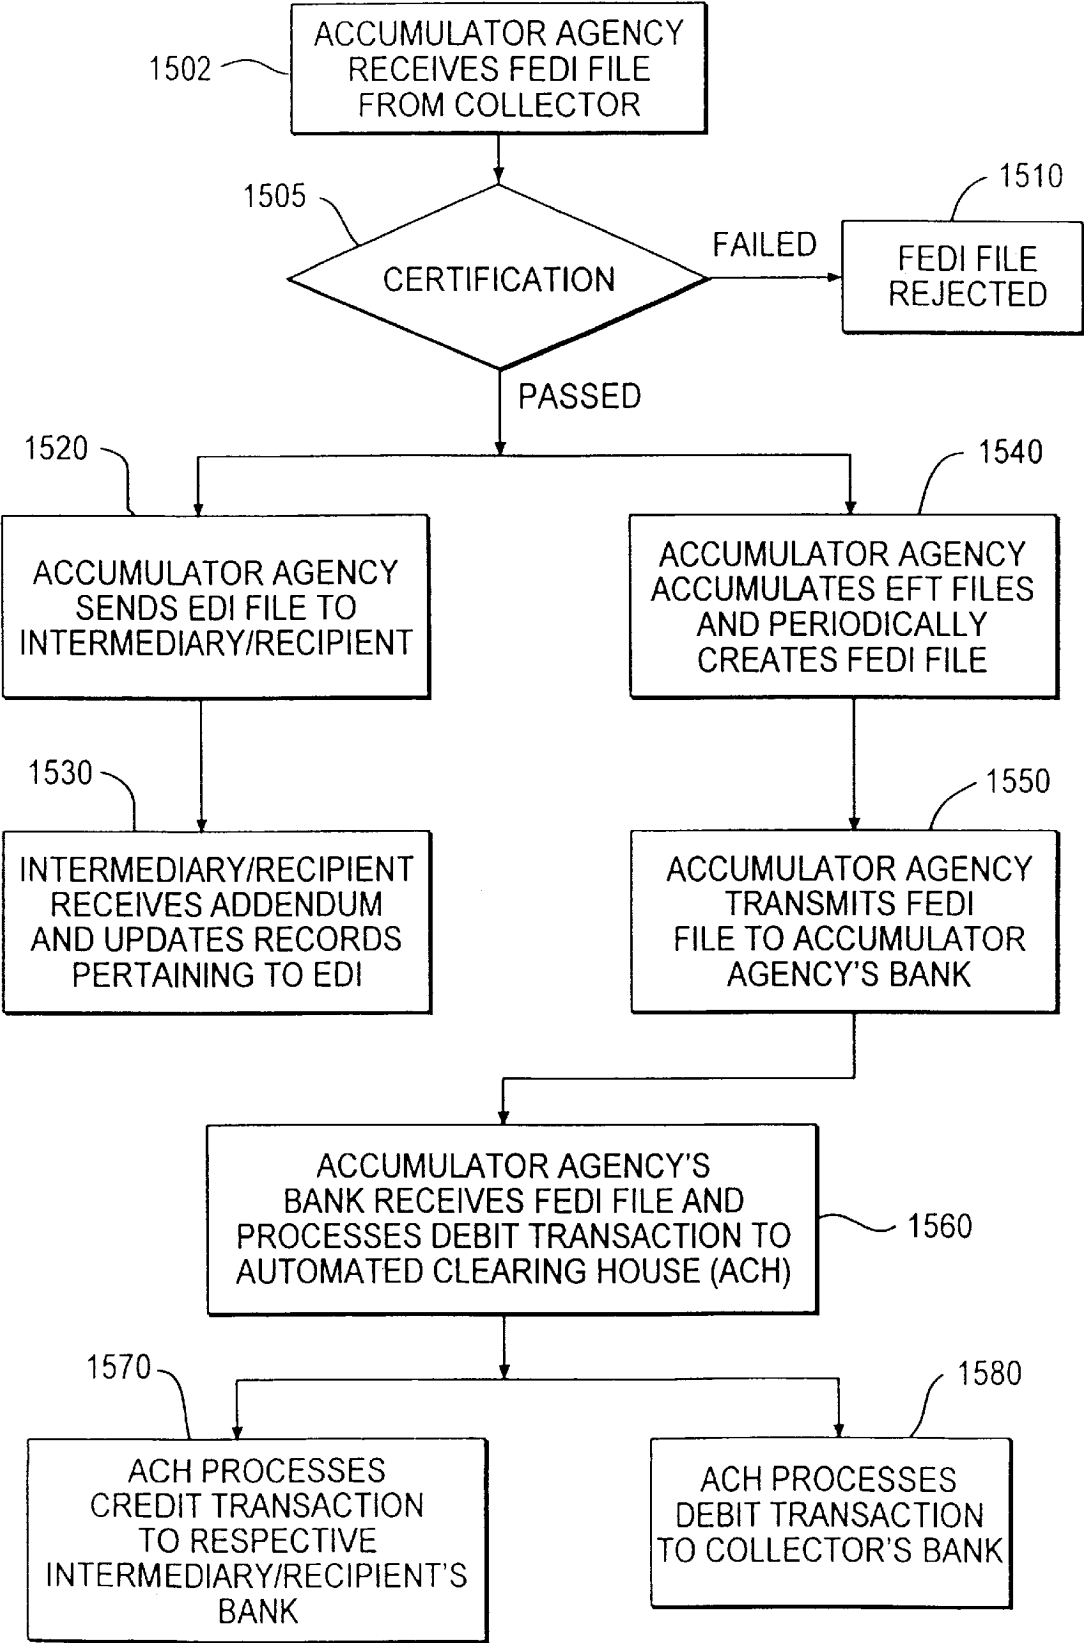 1502
ACCUMULATOR AGENCY
RECEIVES FEDI FILE
FROM COLLECTOR
1505
CERTIFICATION
FAILED
1510
FEDI FILE
REJECTED
PASSED
1520
ACCUMULATOR AGENCY
SENDS EDI FILE TO
INTERMEDIARY/RECIPIENT
1540
ACCUMULATOR AGENCY
ACCUMULATES EFT FILES
AND PERIODICALLY
CREATES FEDI FILE
1530
INTERMEDIARY/RECIPIENT
RECEIVES ADDENDUM
AND UPDATES RECORDS
PERTAINING TO EDI
1550
ACCUMULATOR AGENCY
TRANSMITS FEDI
FILE TO ACCUMULATOR
AGENCY'S BANK
ACCUMULATOR AGENCY'S
BANK RECEIVES FEDI FILE AND
PROCESSES DEBIT TRANSACTION TO
AUTOMATED CLEARING HOUSE (ACH)
1560
1570
ACH PROCESSES
CREDIT TRANSACTION
TO RESPECTIVE
INTERMEDIARY/RECIPIENT'S
BANK
1580
ACH PROCESSES
DEBIT TRANSACTION
TO COLLECTOR'S BANK